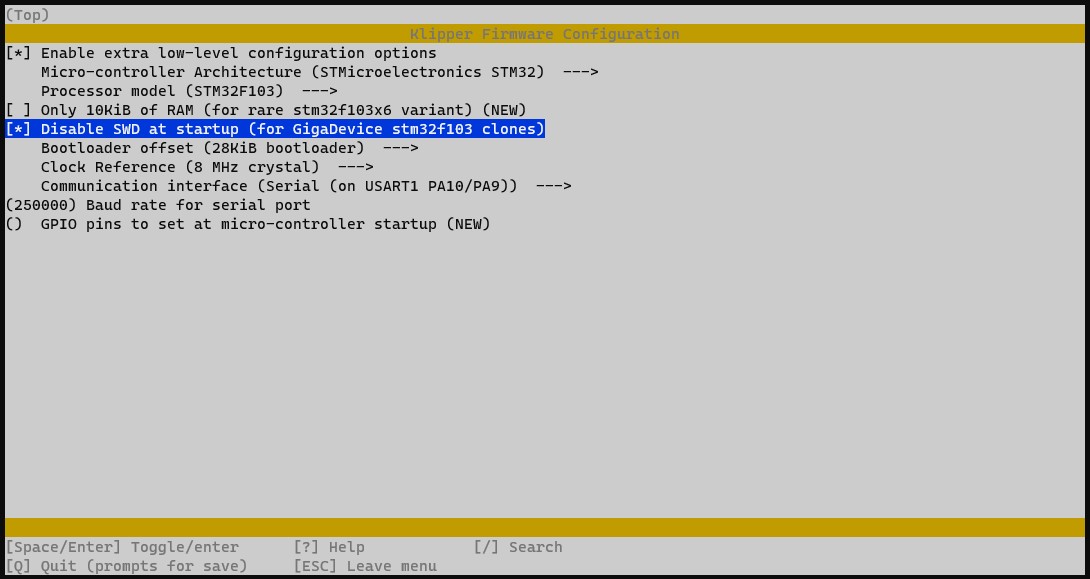 (Top)
Klipper Firmware Configuration
[*] Enable extra low-level configuration options
Micro-controller Architecture (STMicroelectronics STM32)  --->
Processor model (STM32F103)  --->
[ ] Only 10KiB of RAM (for rare stm32f103x6 variant) (NEW)
[*] Disable SWD at startup (for GigaDevice stm32f103 clones)
Bootloader offset (28KiB bootloader)  --->
Clock Reference (8 MHz crystal)  --->
Communication interface (Serial (on USART1 PA10/PA9))  --->
(250000) Baud rate for serial port
()  GPIO pins to set at micro-controller startup (NEW)
[Space/Enter] Toggle/enter      [?] Help            [/] Search
[Q] Quit (prompts for save)     [ESC] Leave menu